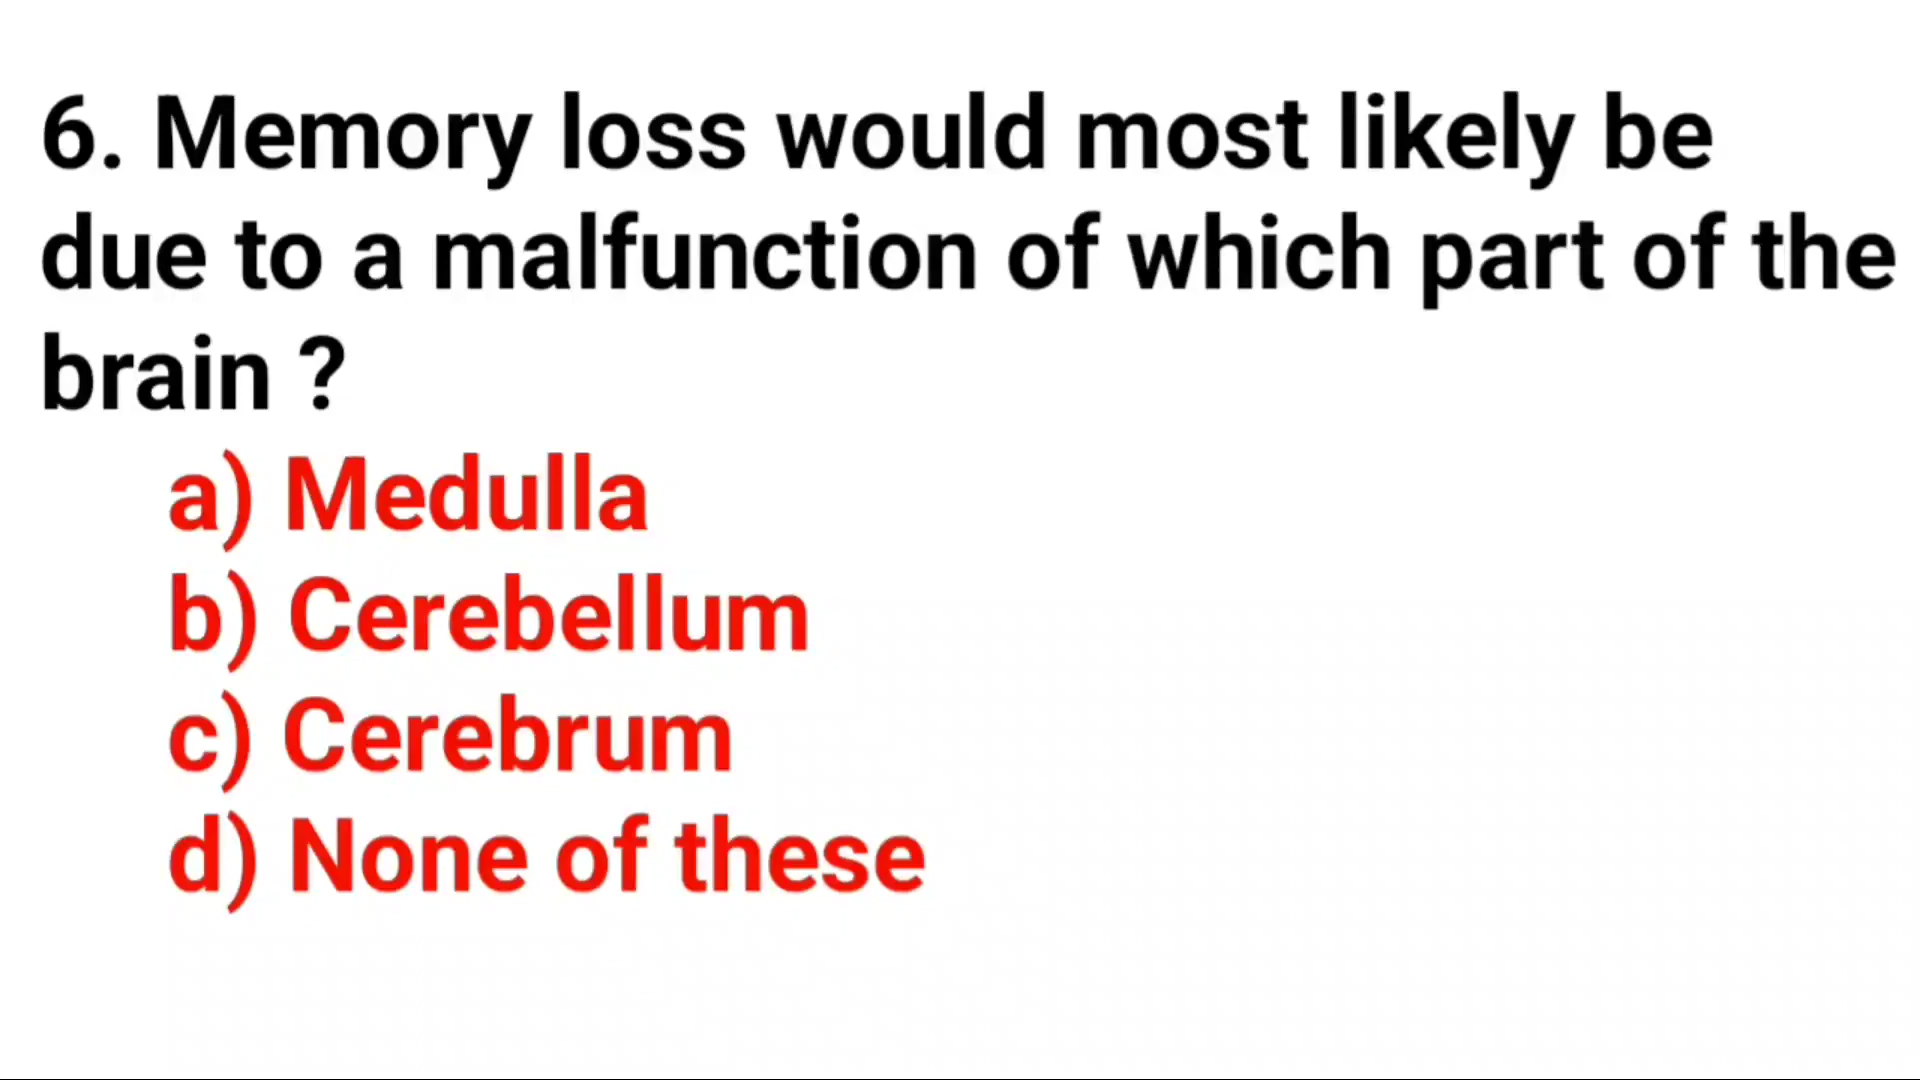 6. Memory loss would most likely be
due to a malfunction of which part of the
brain ?
a) Medulla
b) Cerebellum
c) Cerebrum
d) None of these